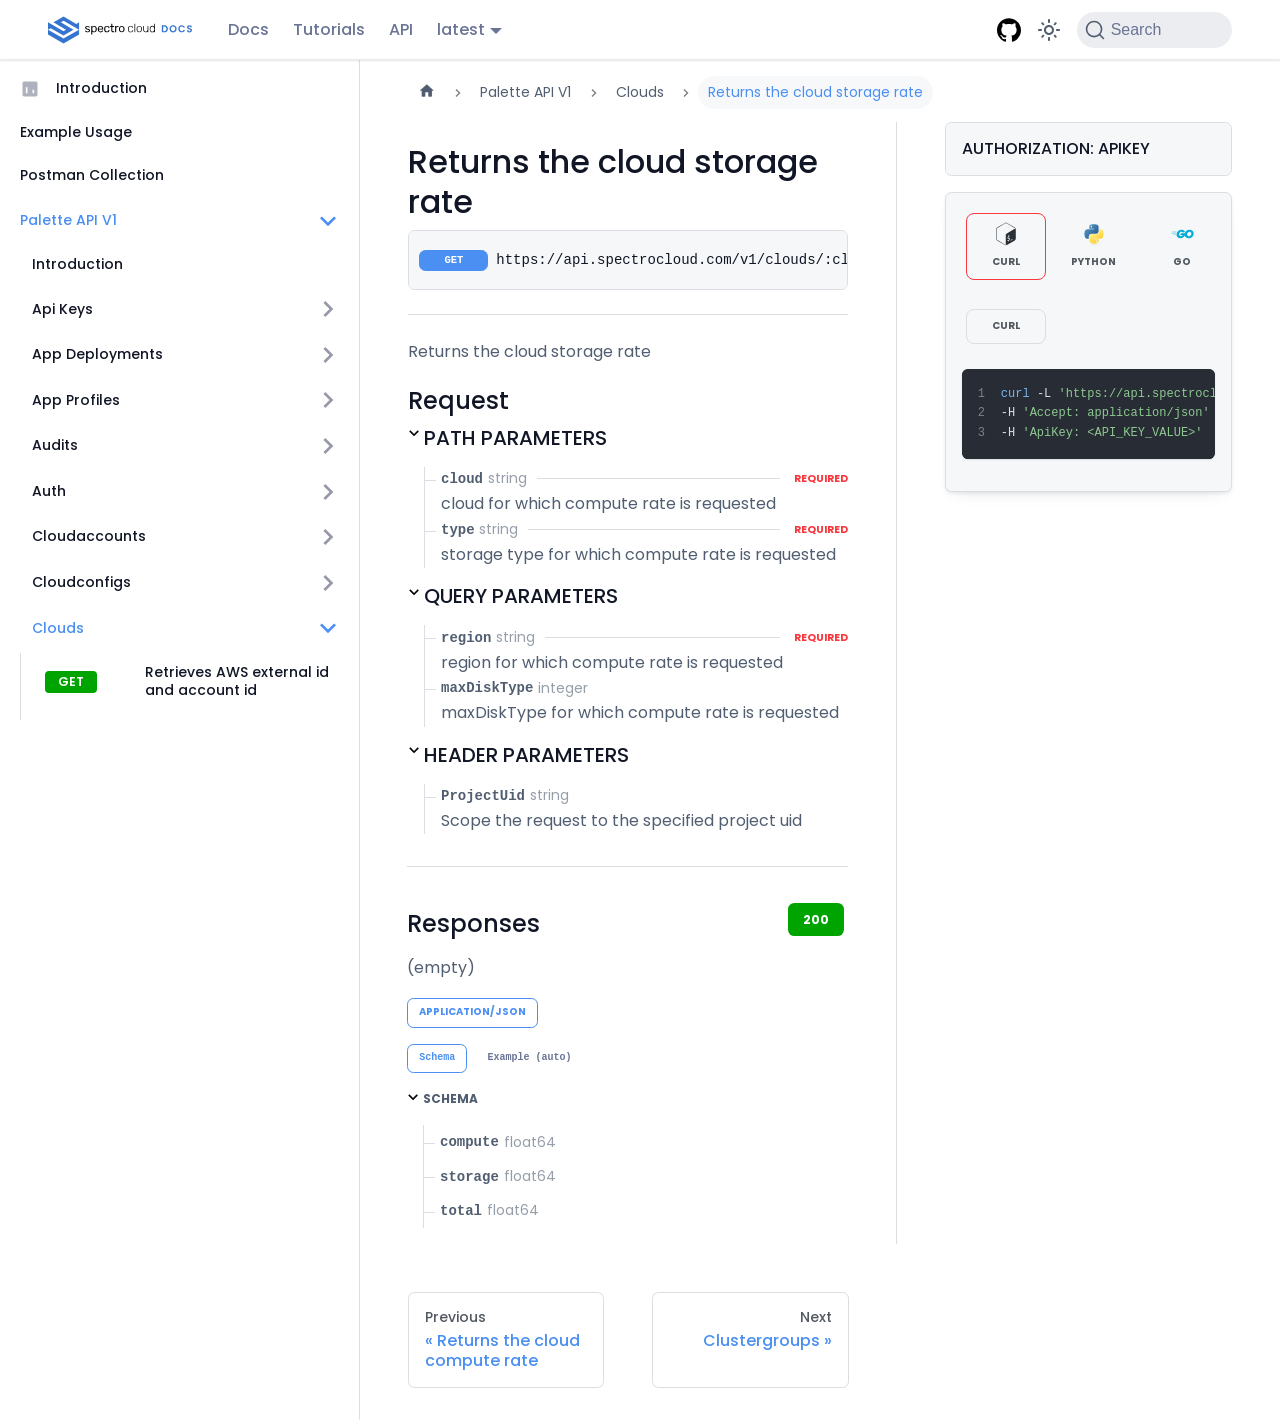 spectro cloud DOCS
Docs
Tutorials
API
latest
Search
Introduction
Example Usage
Postman Collection
Palette API V1
Introduction
Api Keys
App Deployments
App Profiles
Audits
Auth
Cloudaccounts
Cloudconfigs
Clouds
GET
Retrieves AWS external id
and account id
Palette API V1
Clouds
Returns the cloud storage rate
Returns the cloud storage
rate
GET https://api.spectrocloud.com/v1/clouds/:cl
Returns the cloud storage rate
Request
PATH PARAMETERS
cloud string REQUIRED
cloud for which compute rate is requested
type string REQUIRED
storage type for which compute rate is requested
QUERY PARAMETERS
region string REQUIRED
region for which compute rate is requested
maxDiskType integer
maxDiskType for which compute rate is requested
HEADER PARAMETERS
ProjectUid string
Scope the request to the specified project uid
Responses
200
(empty)
APPLICATION/JSON
Schema Example (auto)
SCHEMA
compute float64
storage float64
total float64
Previous
« Returns the cloud
compute rate
Next
Clustergroups »
AUTHORIZATION: APIKEY
CURL
PYTHON
GO
CURL
1 curl -L 'https://api.spectrocl
2 -H 'Accept: application/json'
3 -H 'ApiKey: <API_KEY_VALUE>'